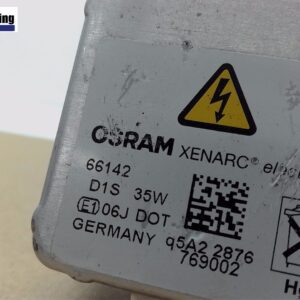 OSRAM XENARC®
66142
D1S 35W
E1 06J DOT
GERMANY q5A2 2876
769002